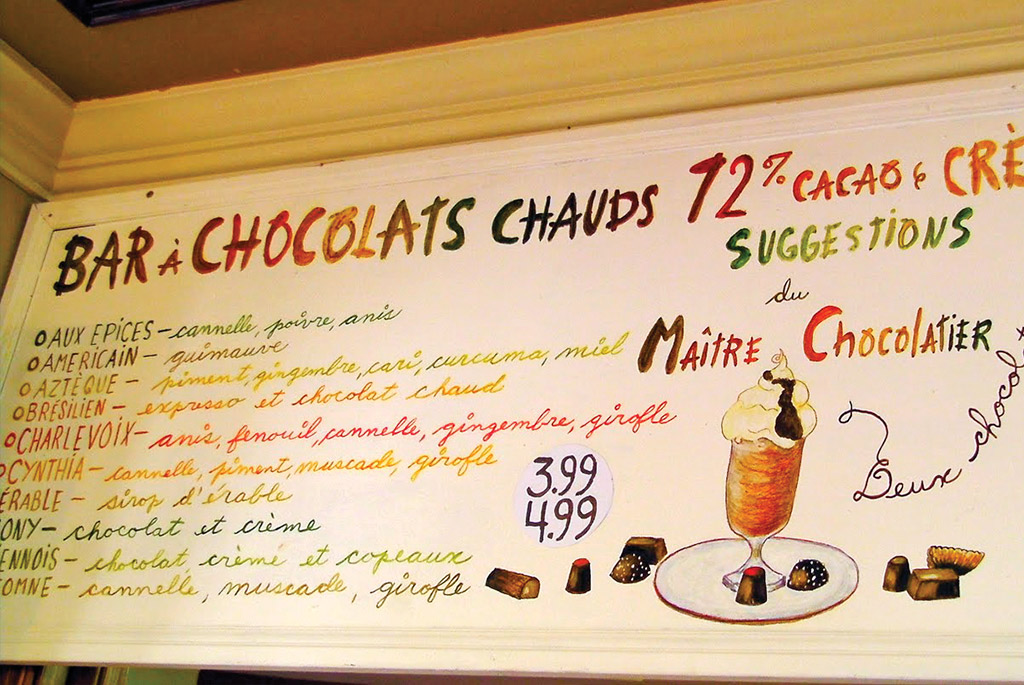 BAR À CHOCOLATS CHAUDS 72% CACAO & CRÈ
SUGGESTIONS
du
MAÎTRE CHOCOLATIER
AUX EPICES - cannelle, poivre, anis
AMERICAIN - guimauve
AZTÈQUE - piment, gingembre, cari, curcuma, miel
BRÉSILIEN - expresso et chocolat chaud
CHARLEVOIX - anis, fenouil, cannelle, gingembre, girofle
CYNTHIA - cannelle, piment, muscade, girofle
ÉRABLE - sirop d'érable
ONY - chocolat et crème
ENNOIS - chocolat, crème et copeaux
OMNE - cannelle, muscade, girofle
3.99
4.99
Deux chocol